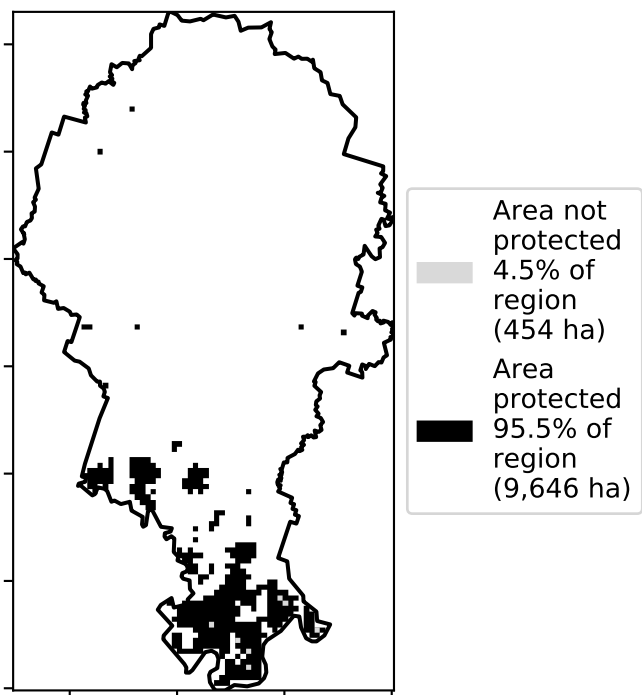 Area not
protected
4.5% of
region
(454 ha)
Area
protected
95.5% of
region
(9,646 ha)